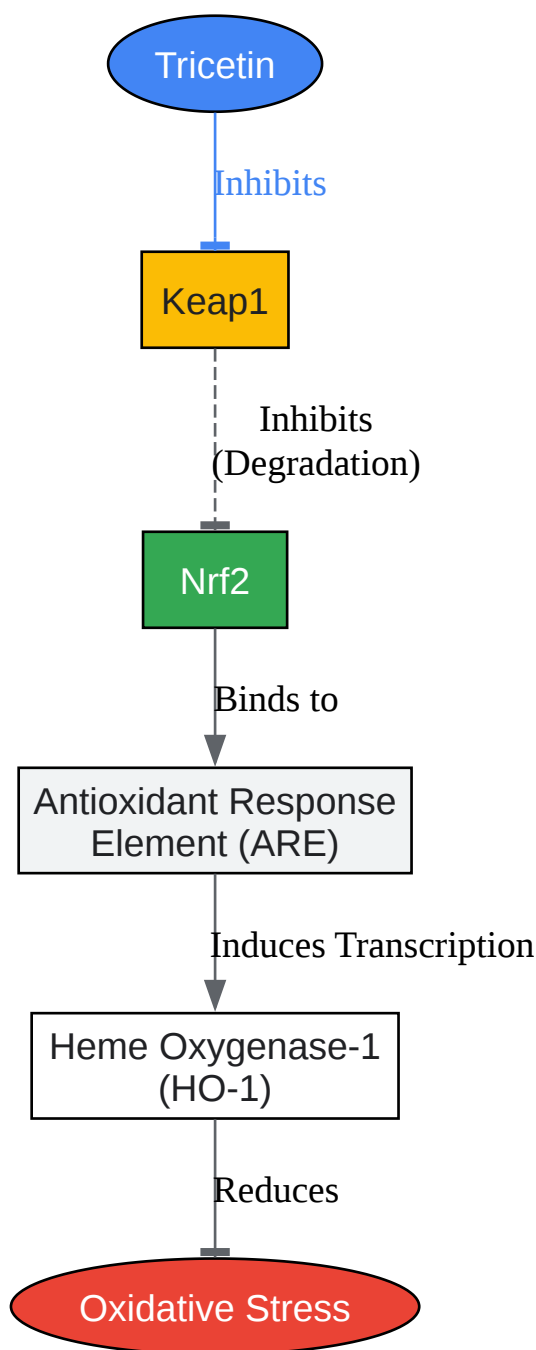 Tricetin
Inhibits
Keap1
Inhibits
(Degradation)
Nrf2
Binds to
Antioxidant Response
Element (ARE)
Induces Transcription
Heme Oxygenase-1
(HO-1)
Reduces
Oxidative Stress